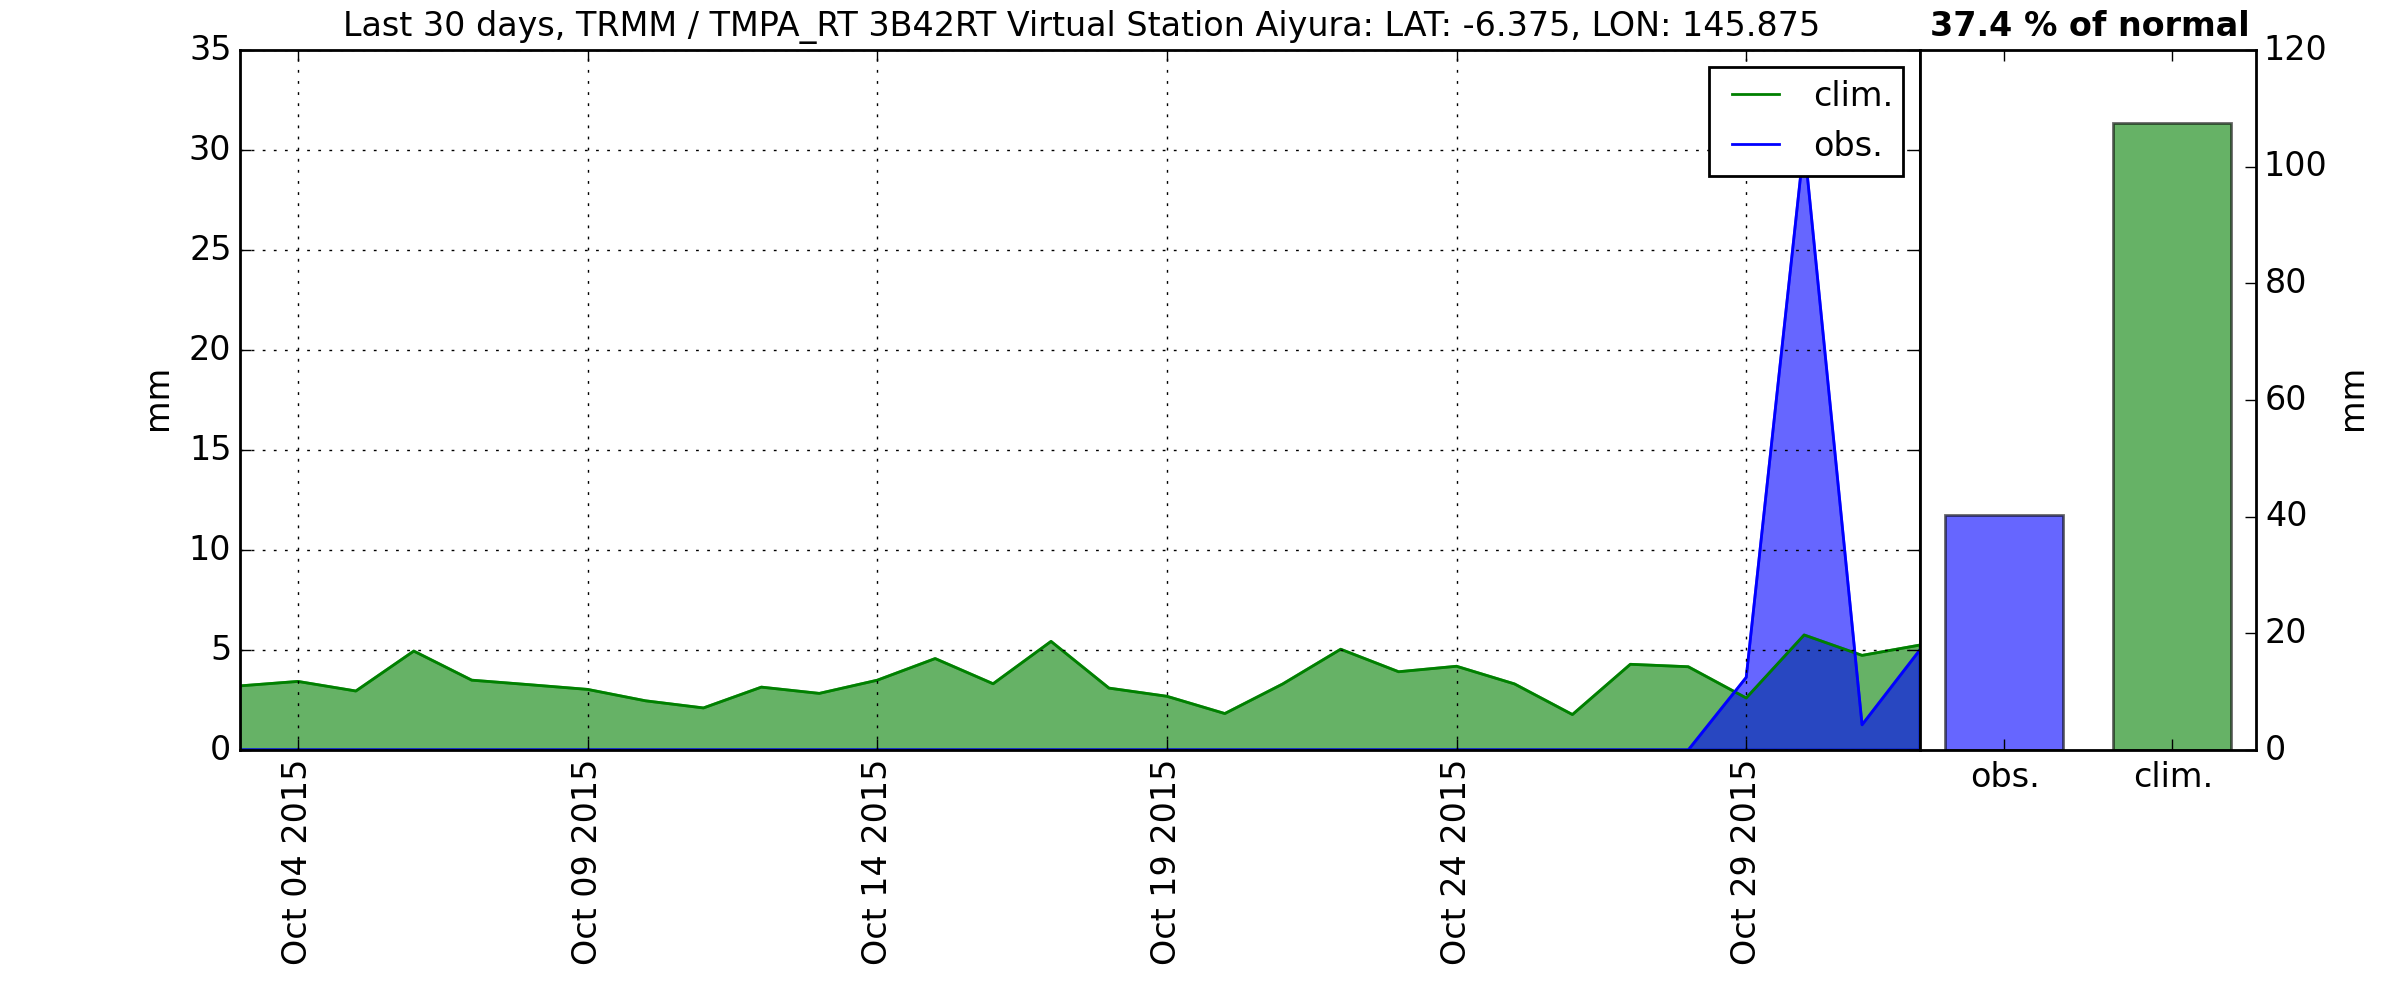 Last 30 days, TRMM / TMPA_RT 3B42RT Virtual Station Aiyura: LAT: -6.375, LON: 145.875
37.4 % of normal
35
30
25
20
15
10
5
0
mm
clim.
obs.
120
100
80
60
40
20
0
mm
obs.
clim.
Oct 04 2015
Oct 09 2015
Oct 14 2015
Oct 19 2015
Oct 24 2015
Oct 29 2015